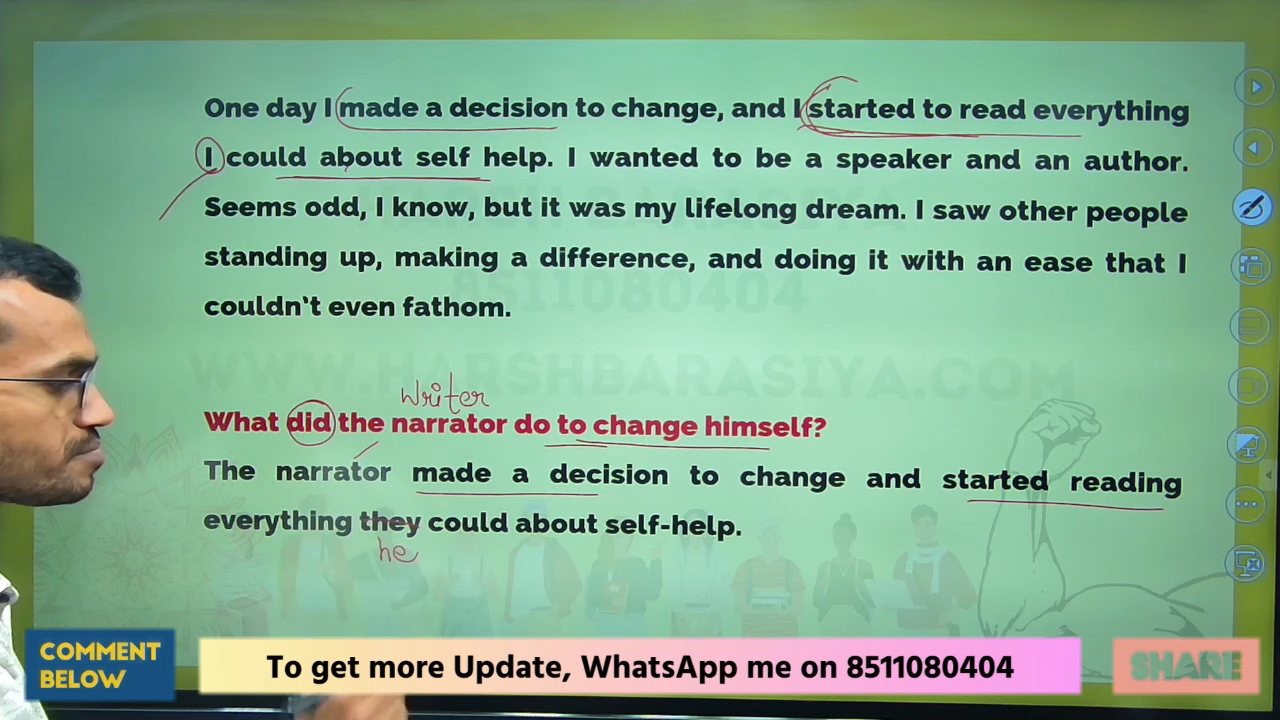 One day I made a decision to change, and I started to read everything
I could about self help. I wanted to be a speaker and an author.
Seems odd, I know, but it was my lifelong dream. I saw other people
standing up, making a difference, and doing it with an ease that I
couldn't even fathom.
8511080404
WWW.HARSHBARASIYA.COM
Writer
What did the narrator do to change himself?
The narrator made a decision to change and started reading
everything they could about self-help.
he
COMMENT
BELOW
To get more Update, WhatsApp me on 8511080404
SHARE